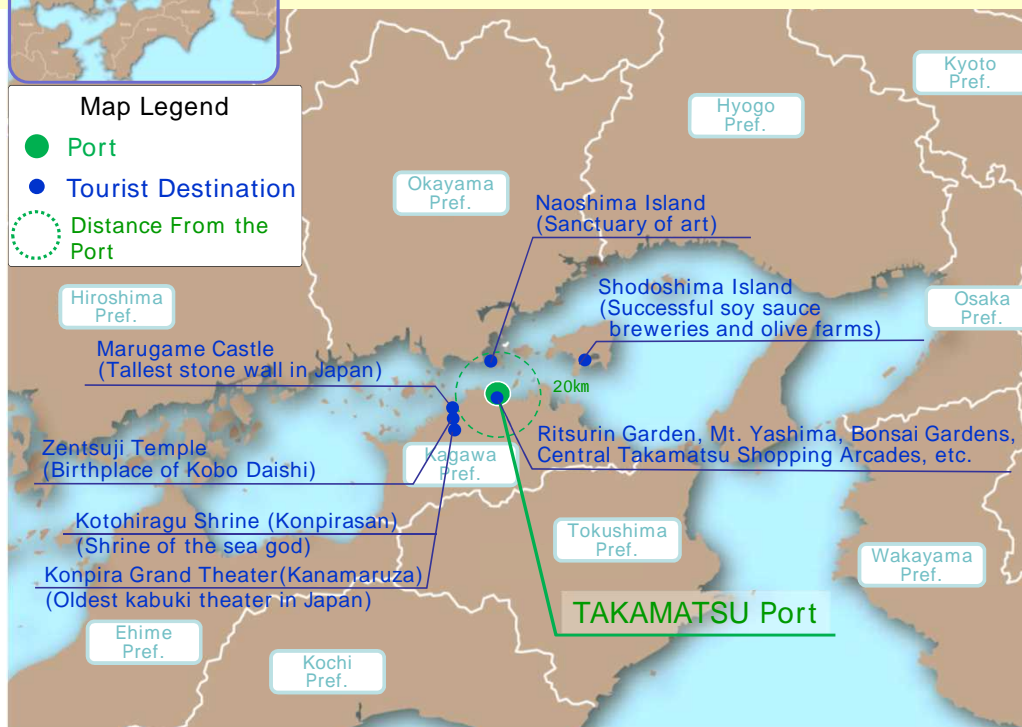 Map Legend
Port
Tourist Destination
Distance From the
Port
Kyoto
Pref.
Hyogo
Pref.
Okayama
Pref.
Naoshima Island
(Sanctuary of art)
Hiroshima
Pref.
Shodoshima Island
(Successful soy sauce
breweries and olive farms)
Osaka
Pref.
Marugame Castle
(Tallest stone wall in Japan)
20km
Zentsuji Temple
(Birthplace of Kobo Daishi)
Kagawa
Pref.
Ritsurin Garden, Mt. Yashima, Bonsai Gardens,
Central Takamatsu Shopping Arcades, etc.
Kotohiragu Shrine (Konpirasan)
(Shrine of the sea god)
Tokushima
Pref.
Wakayama
Pref.
Konpira Grand Theater(Kanamaruza)
(Oldest kabuki theater in Japan)
TAKAMATSU Port
Ehime
Pref.
Kochi
Pref.